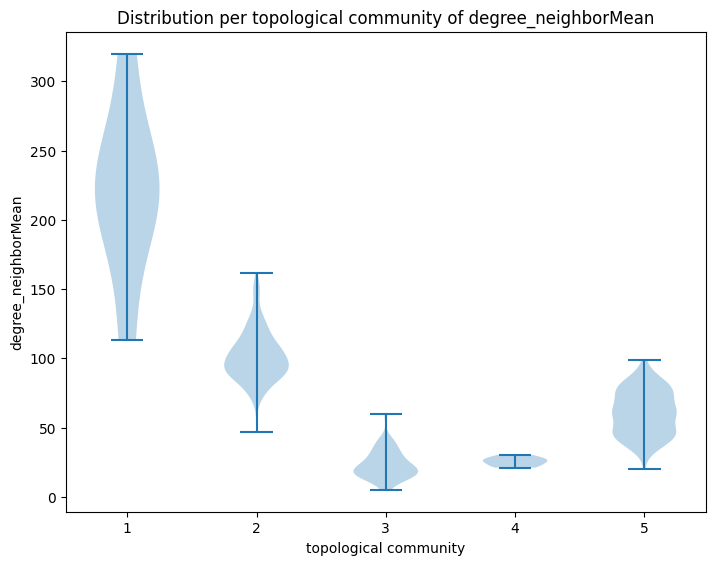 Distribution per topological community of degree_neighborMean
degree_neighborMean
300
250
200
150
100
50
0
1 2 3 4 5
topological community